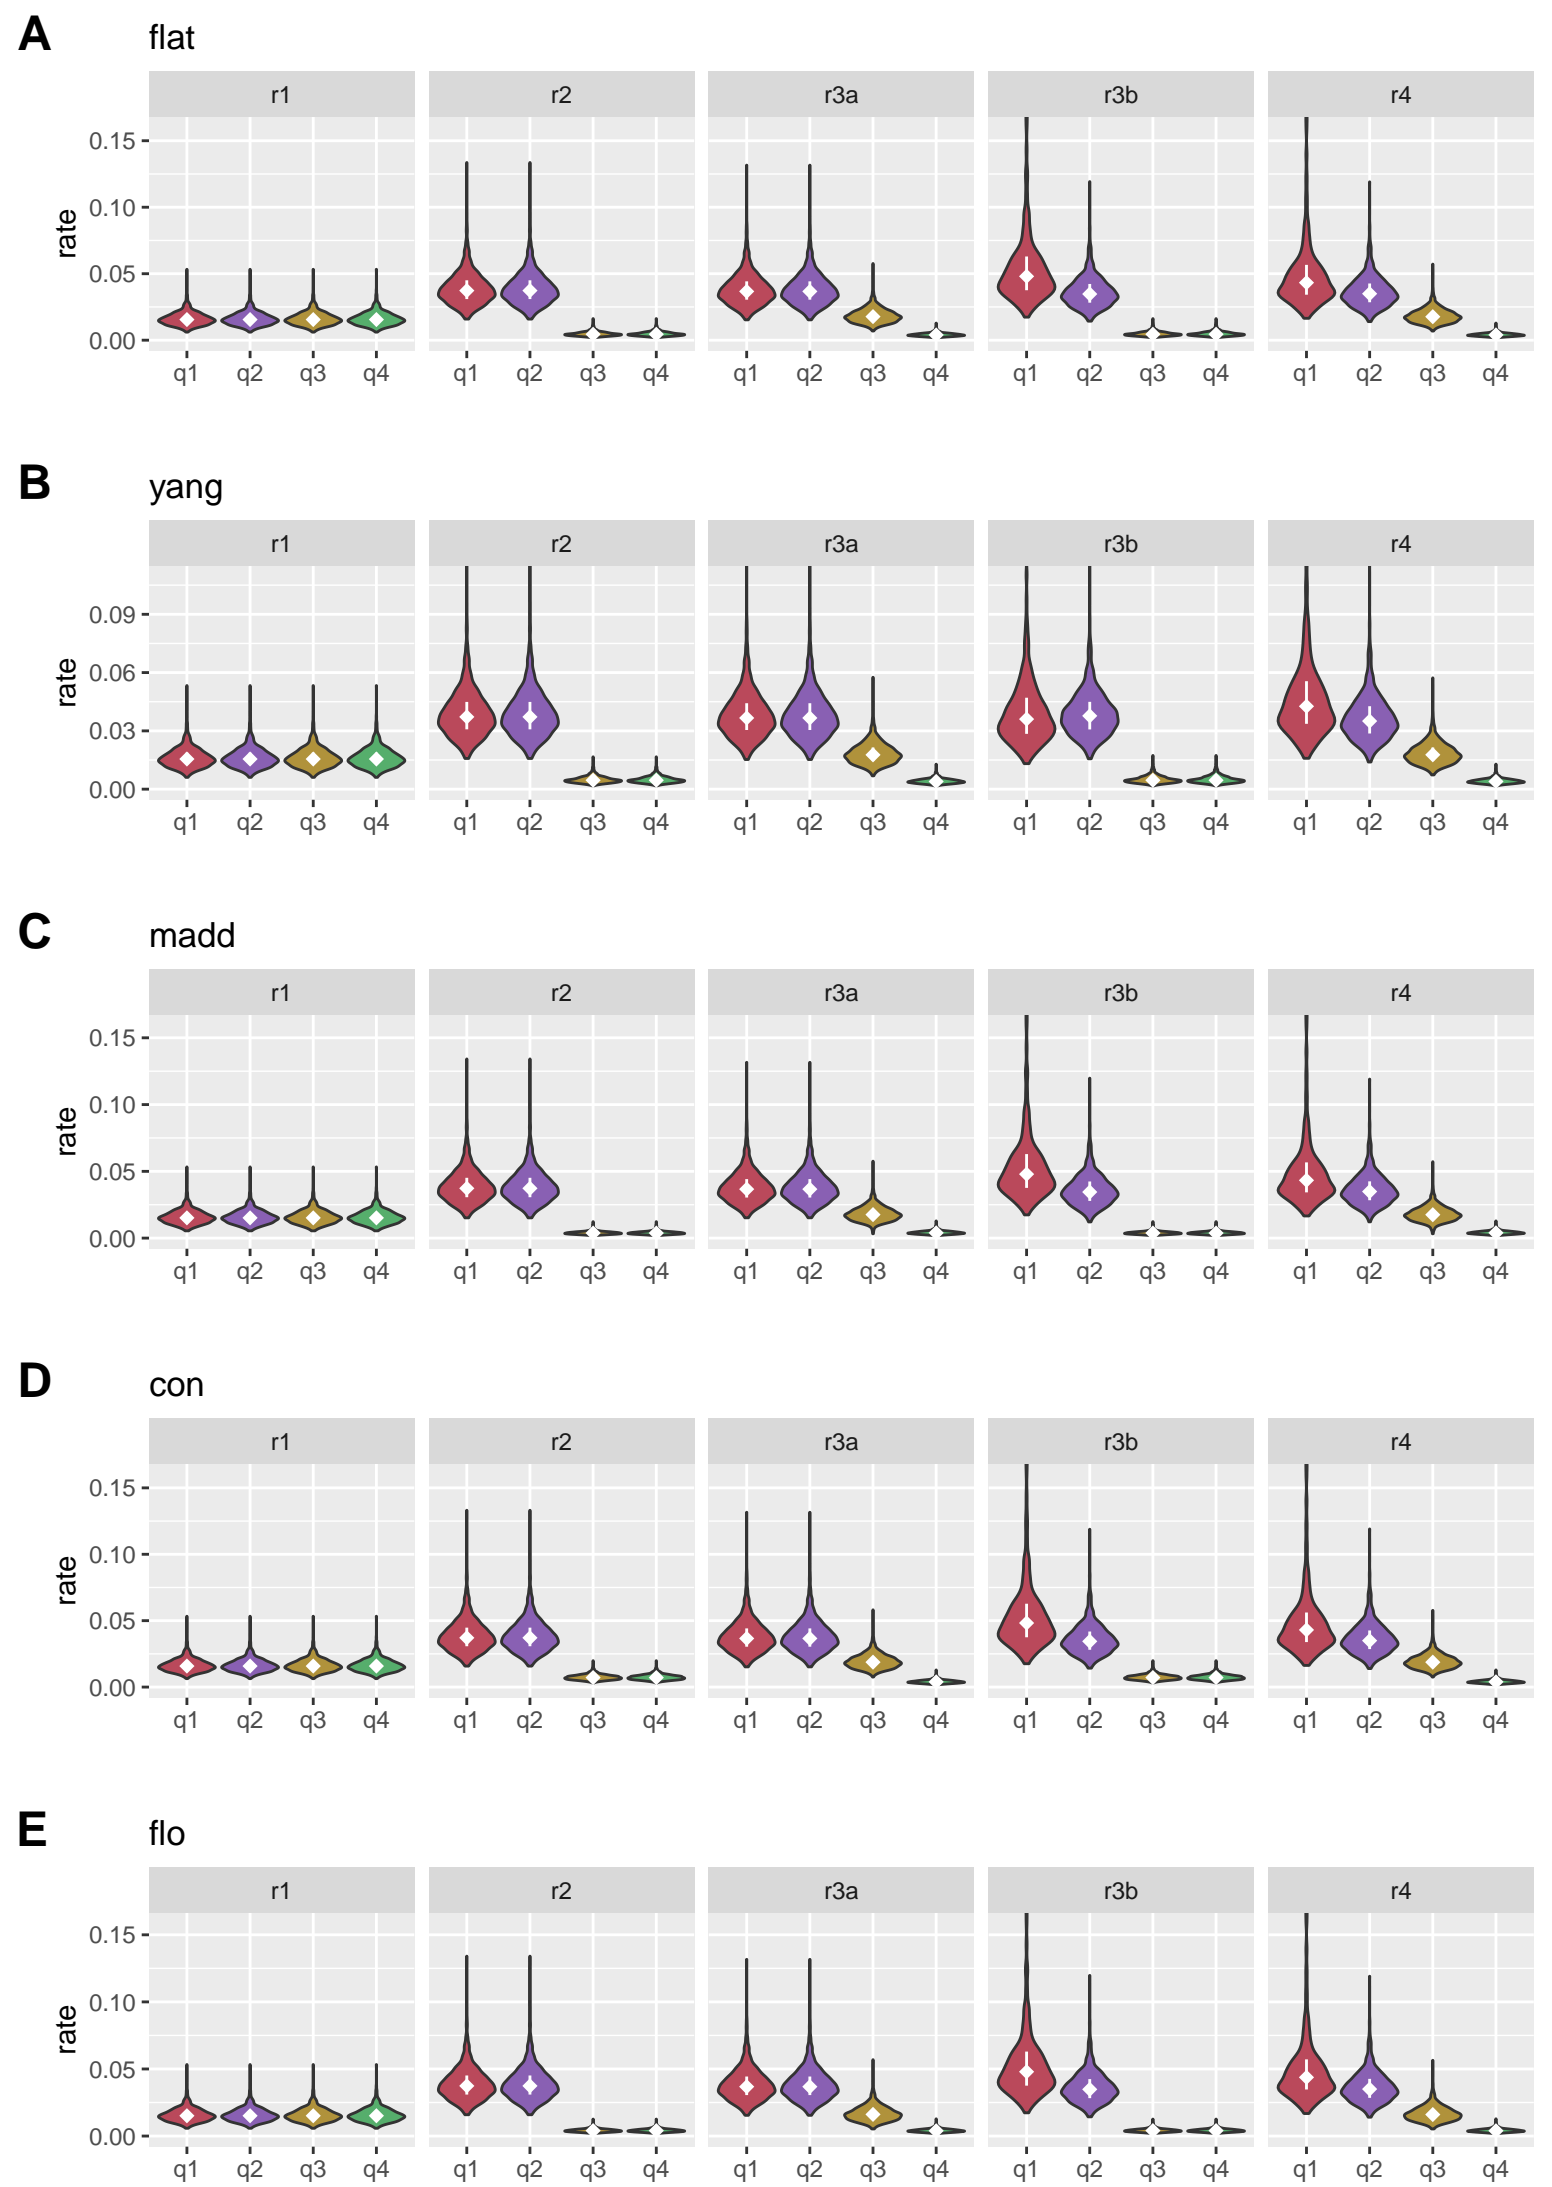 A flat
r1 r2 r3a r3b r4
0.15
0.10
0.05
0.00
rate
q1 q2 q3 q4 q1 q2 q3 q4 q1 q2 q3 q4 q1 q2 q3 q4 q1 q2 q3 q4
B yang
r1 r2 r3a r3b r4
0.09
0.06
0.03
0.00
rate
q1 q2 q3 q4 q1 q2 q3 q4 q1 q2 q3 q4 q1 q2 q3 q4 q1 q2 q3 q4
C madd
r1 r2 r3a r3b r4
0.15
0.10
0.05
0.00
rate
q1 q2 q3 q4 q1 q2 q3 q4 q1 q2 q3 q4 q1 q2 q3 q4 q1 q2 q3 q4
D con
r1 r2 r3a r3b r4
0.15
0.10
0.05
0.00
rate
q1 q2 q3 q4 q1 q2 q3 q4 q1 q2 q3 q4 q1 q2 q3 q4 q1 q2 q3 q4
E flo
r1 r2 r3a r3b r4
0.15
0.10
0.05
0.00
rate
q1 q2 q3 q4 q1 q2 q3 q4 q1 q2 q3 q4 q1 q2 q3 q4 q1 q2 q3 q4